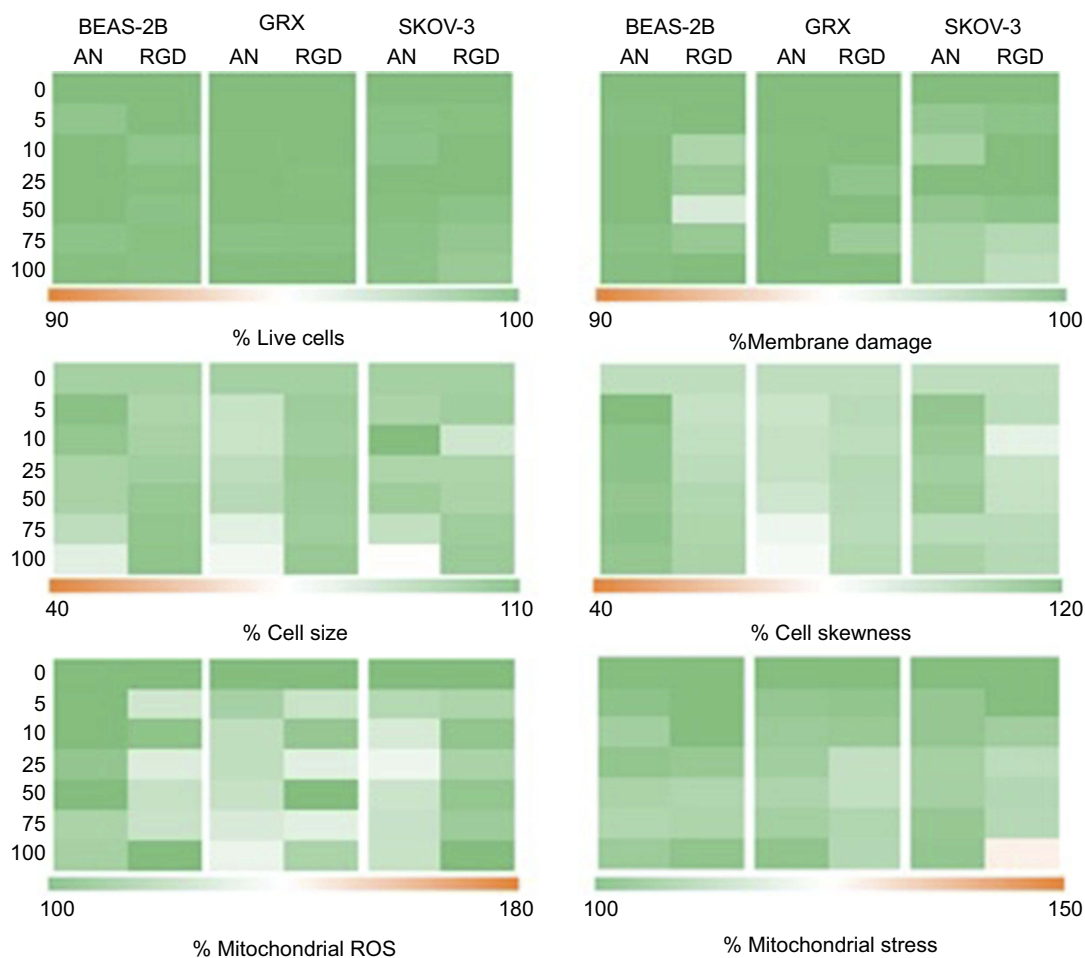 BEAS-2B GRX SKOV-3 BEAS-2B GRX SKOV-3
AN RGD AN RGD AN RGD AN RGD AN RGD AN RGD
0
5
10
25
50
75
100
90 100 90 100
% Live cells %Membrane damage
0
5
10
25
50
75
100
40 110 40 120
% Cell size % Cell skewness
0
5
10
25
50
75
100
100 180 100 150
% Mitochondrial ROS % Mitochondrial stress